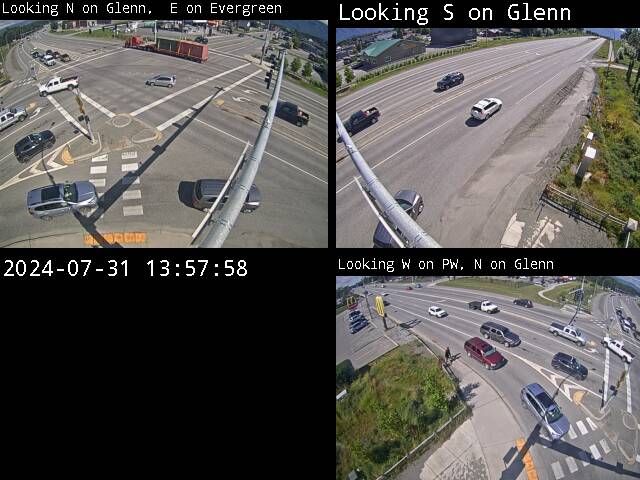 Looking N on Glenn,  E on Evergreen
Looking S on Glenn
2024-07-31 13:57:58
Looking W on PW, N on Glenn